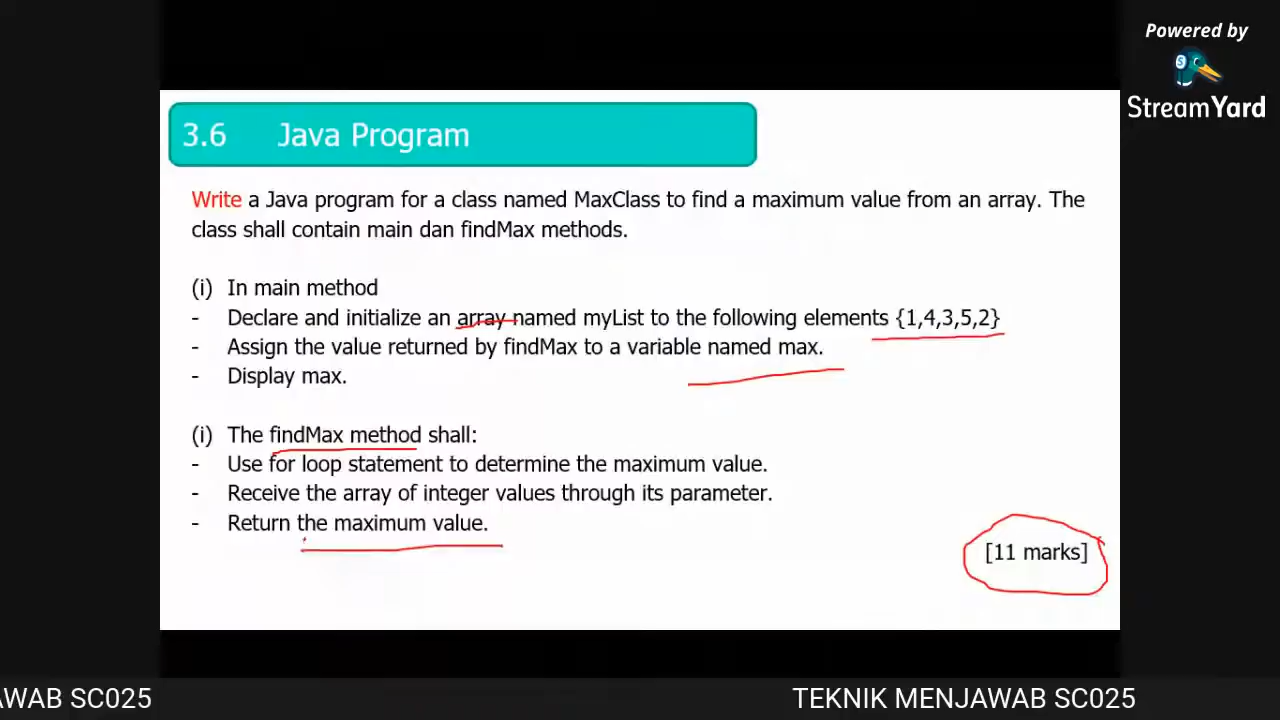 Powered by
StreamYard
3.6 Java Program
Write a Java program for a class named MaxClass to find a maximum value from an array. The
class shall contain main dan findMax methods.
(i) In main method
- Declare and initialize an array named myList to the following elements {1,4,3,5,2}
- Assign the value returned by findMax to a variable named max.
- Display max.
(i) The findMax method shall:
- Use for loop statement to determine the maximum value.
- Receive the array of integer values through its parameter.
- Return the maximum value.
[11 marks]
AWAB SC025 TEKNIK MENJAWAB SC025